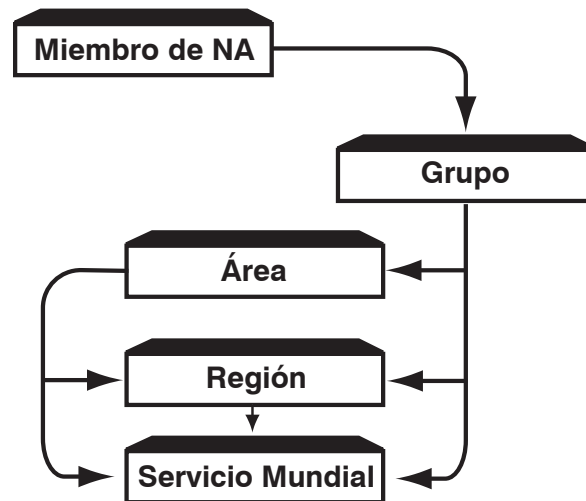 Miembro de NA
Grupo
Área
Región
Servicio Mundial